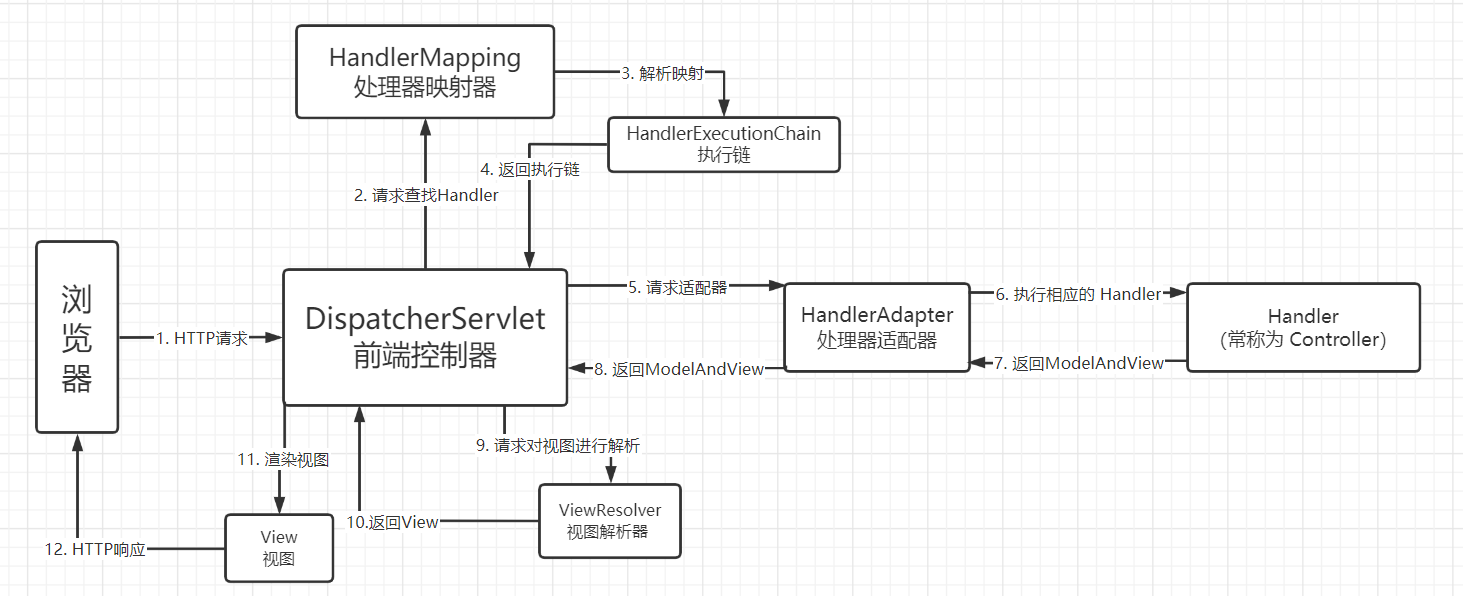 HandlerMapping
处理器映射器
3. 解析映射
HandlerExecutionChain
执行链
4. 返回执行链
2. 请求查找Handler
浏
览
器
1. HTTP请求
DispatcherServlet
前端控制器
5. 请求适配器
HandlerAdapter
处理器适配器
6. 执行相应的 Handler
Handler
(常称为 Controller)
7. 返回ModelAndView
8. 返回ModelAndView
9. 请求对视图进行解析
11. 渲染视图
ViewResolver
视图解析器
10.返回View
View
视图
12. HTTP响应